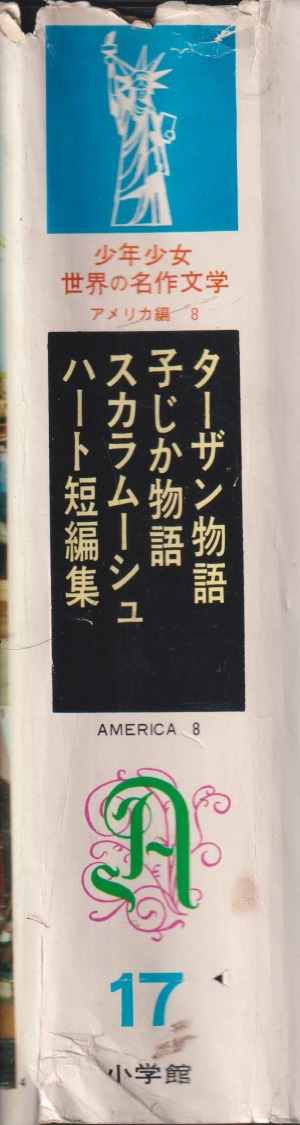 少年少女
世界の名作文学
アメリカ編 8
ターザン物語
子じか物語
スカラムーシュ
ハート短編集
AMERICA 8
A
17
小学館
4